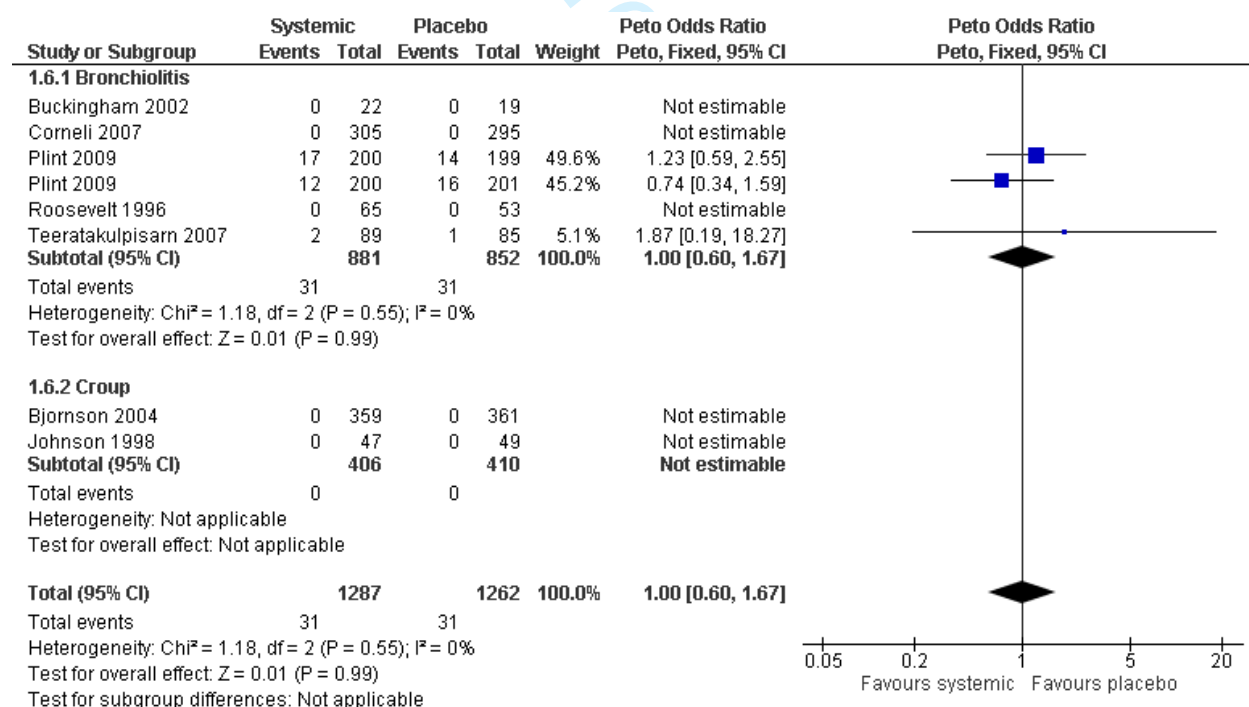 Systemic Placebo Peto Odds Ratio Peto Odds Ratio
Study or Subgroup Events Total Events Total Weight Peto, Fixed, 95% CI Peto, Fixed, 95% CI
1.6.1 Bronchiolitis
Buckingham 2002 0 22 0 19 Not estimable
Corneli 2007 0 305 0 295 Not estimable
Plint 2009 17 200 14 199 49.6% 1.23 [0.59, 2.55]
Plint 2009 12 200 16 201 45.2% 0.74 [0.34, 1.59]
Roosevelt 1996 0 65 0 53 Not estimable
Teeratakulpisarn 2007 2 89 1 85 5.1% 1.87 [0.19, 18.27]
Subtotal (95% CI) 881 852 100.0% 1.00 [0.60, 1.67]
Total events 31 31
Heterogeneity: Chi² = 1.18, df = 2 (P = 0.55); I² = 0%
Test for overall effect: Z = 0.01 (P = 0.99)
1.6.2 Croup
Bjornson 2004 0 359 0 361 Not estimable
Johnson 1998 0 47 0 49 Not estimable
Subtotal (95% CI) 406 410 Not estimable
Total events 0 0
Heterogeneity: Not applicable
Test for overall effect: Not applicable
Total (95% CI) 1287 1262 100.0% 1.00 [0.60, 1.67]
Total events 31 31
Heterogeneity: Chi² = 1.18, df = 2 (P = 0.55); I² = 0%
Test for overall effect: Z = 0.01 (P = 0.99)
Test for subgroup differences: Not applicable
0.05 0.2 1 5 20
Favours systemic Favours placebo